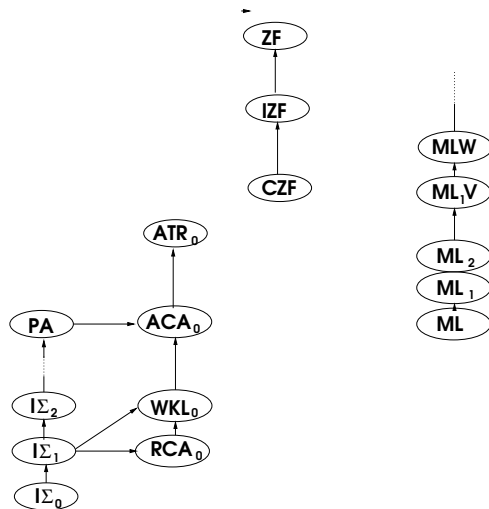 ZF
IZF
CZF
MLW
ML₁V
ML₂
ML₁
ML
ATR₀
PA
ACA₀
IΣ₂
WKL₀
IΣ₁
RCA₀
IΣ₀